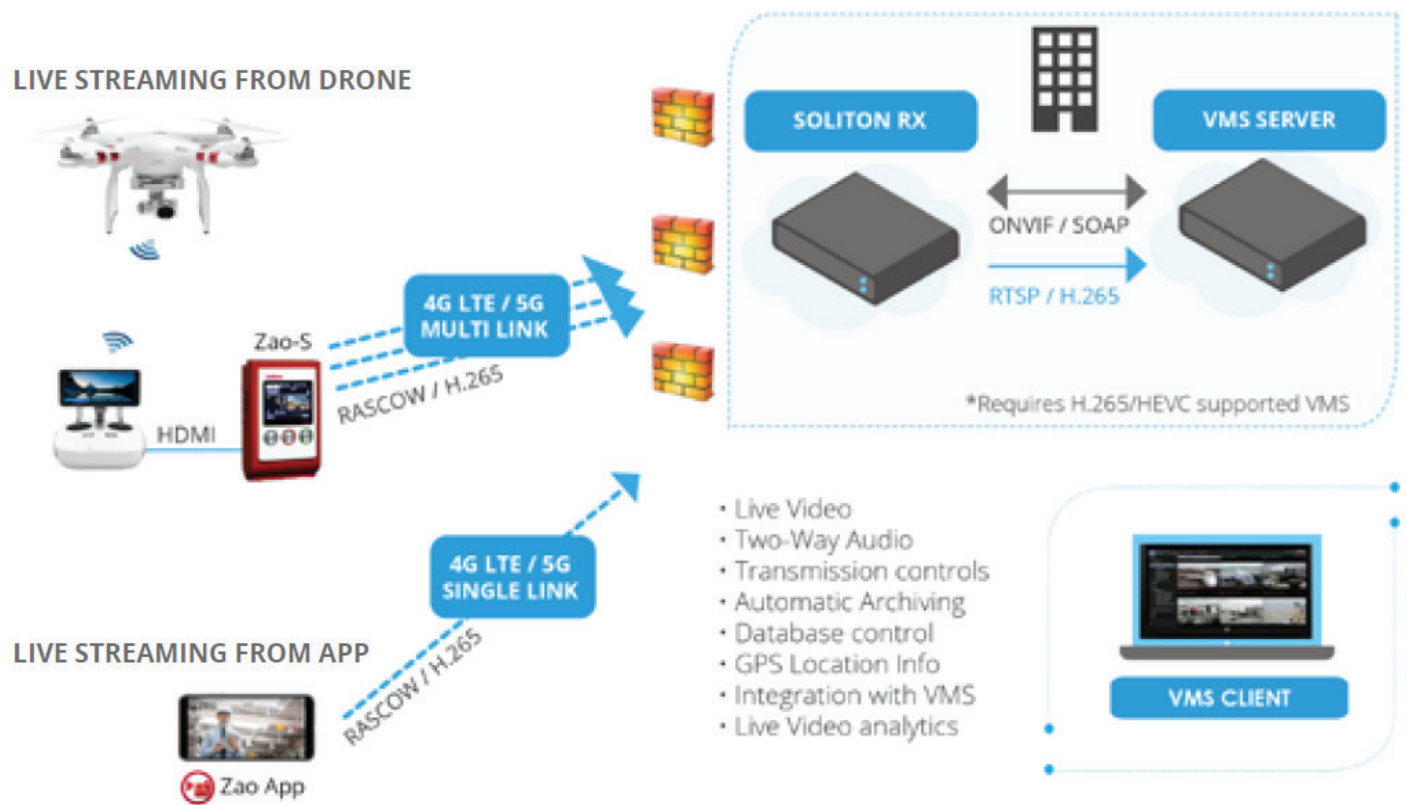 LIVE STREAMING FROM DRONE
SOLITON RX
VMS SERVER
ONVIF / SOAP
RTSP / H.265
*Requires H.265/HEVC supported VMS
4G LTE / 5G
MULTI LINK
Zao-S
RASCOW / H.265
HDMI
4G LTE / 5G
SINGLE LINK
RASCOW / H.265
LIVE STREAMING FROM APP
Zao App
• Live Video
• Two-Way Audio
• Transmission controls
• Automatic Archiving
• Database control
• GPS Location Info
• Integration with VMS
• Live Video analytics
VMS CLIENT